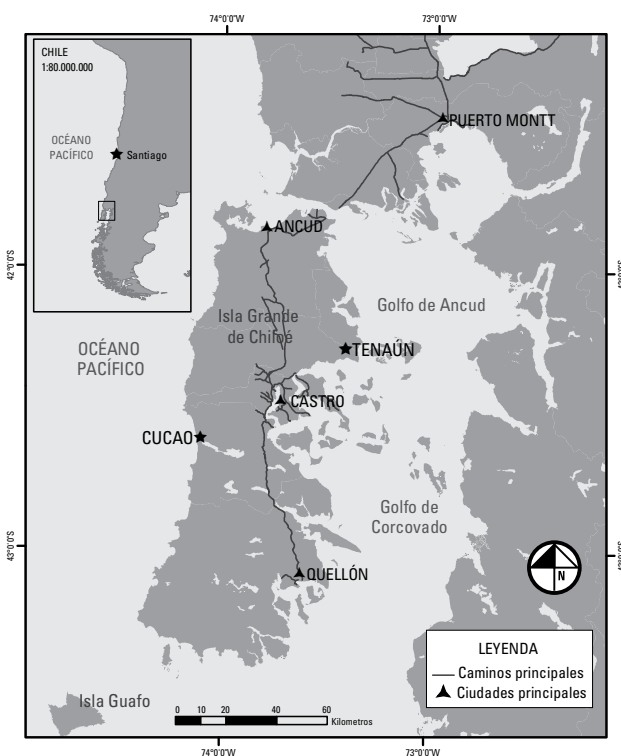 74°0'0"W
73°0'0"W
CHILE
1:80.000.000
OCÉANO
PACÍFICO
Santiago
PUERTO MONTT
ANCUD
42°0'0"S
Golfo de Ancud
Isla Grande
de Chiloé
OCÉANO
PACÍFICO
TENAÚN
CASTRO
CUCAO
Golfo de
Corcovado
43°0'0"S
QUELLÓN
N
LEYENDA
Caminos principales
Ciudades principales
Isla Guafo
0 10 20 40 60
Kilometros
74°0'0"W
73°0'0"W